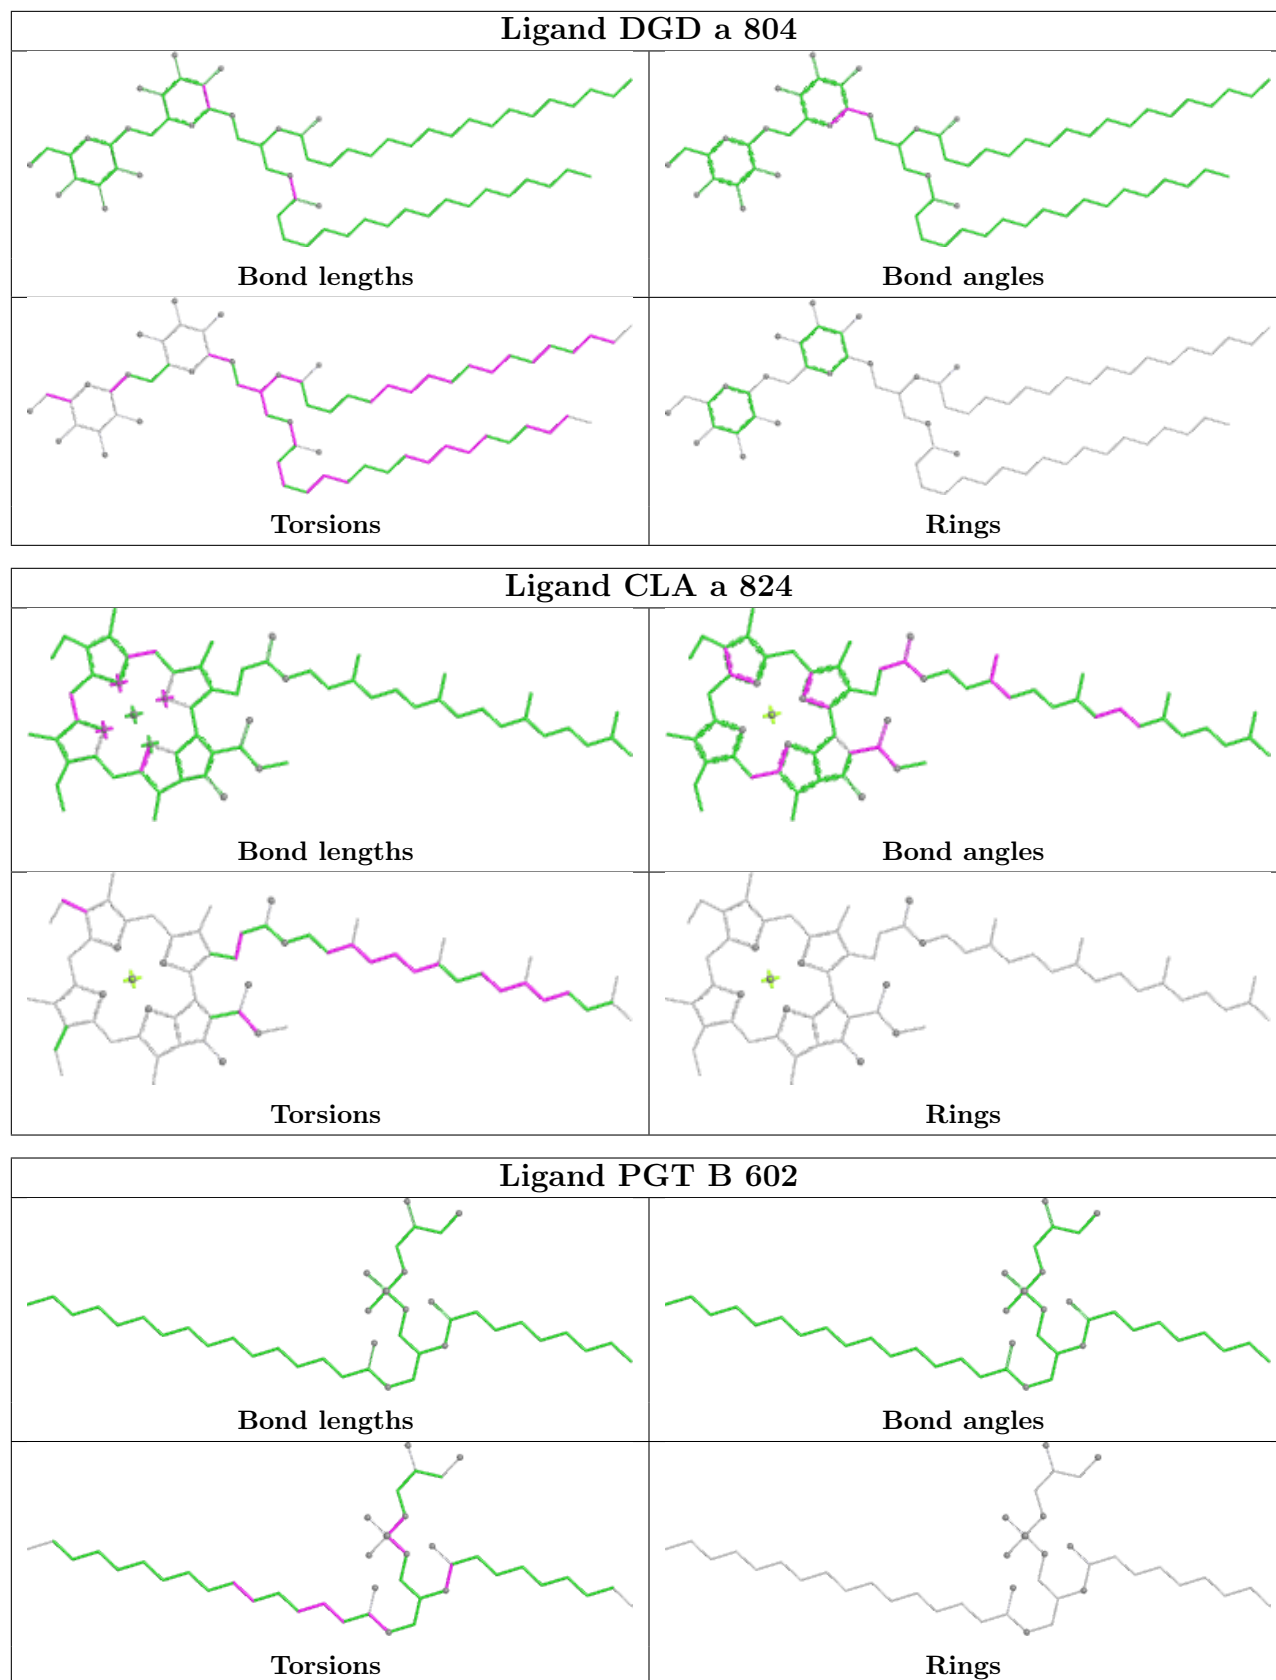 Ligand DGD a 804
Bond lengths
Bond angles
Torsions
Rings
Ligand CLA a 824
Bond lengths
Bond angles
Torsions
Rings
Ligand PGT B 602
Bond lengths
Bond angles
Torsions
Rings